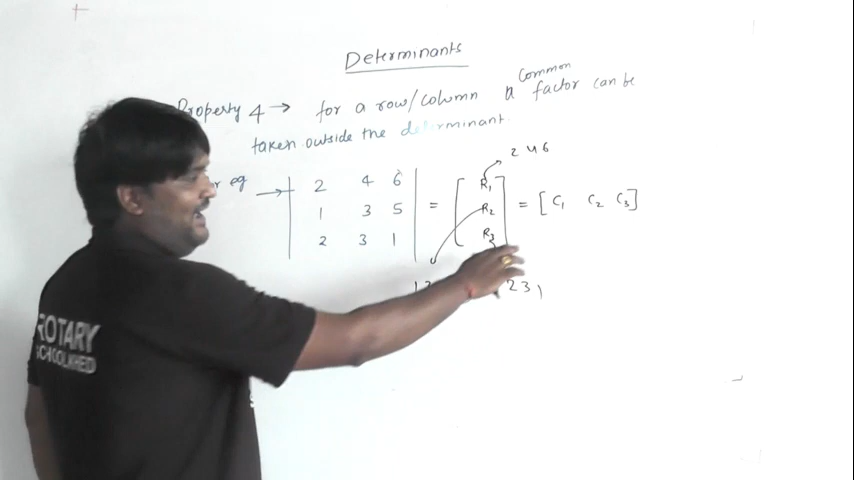 Determinants
Property 4 → for a row/column a common factor can be
taken outside the determinant.
eg → | 2 4 6 | = [ R1 ] = [ C1 C2 C3 ]
1 3 5 R2
2 3 1 R3
2 4 6
2 3 1
ROTARY